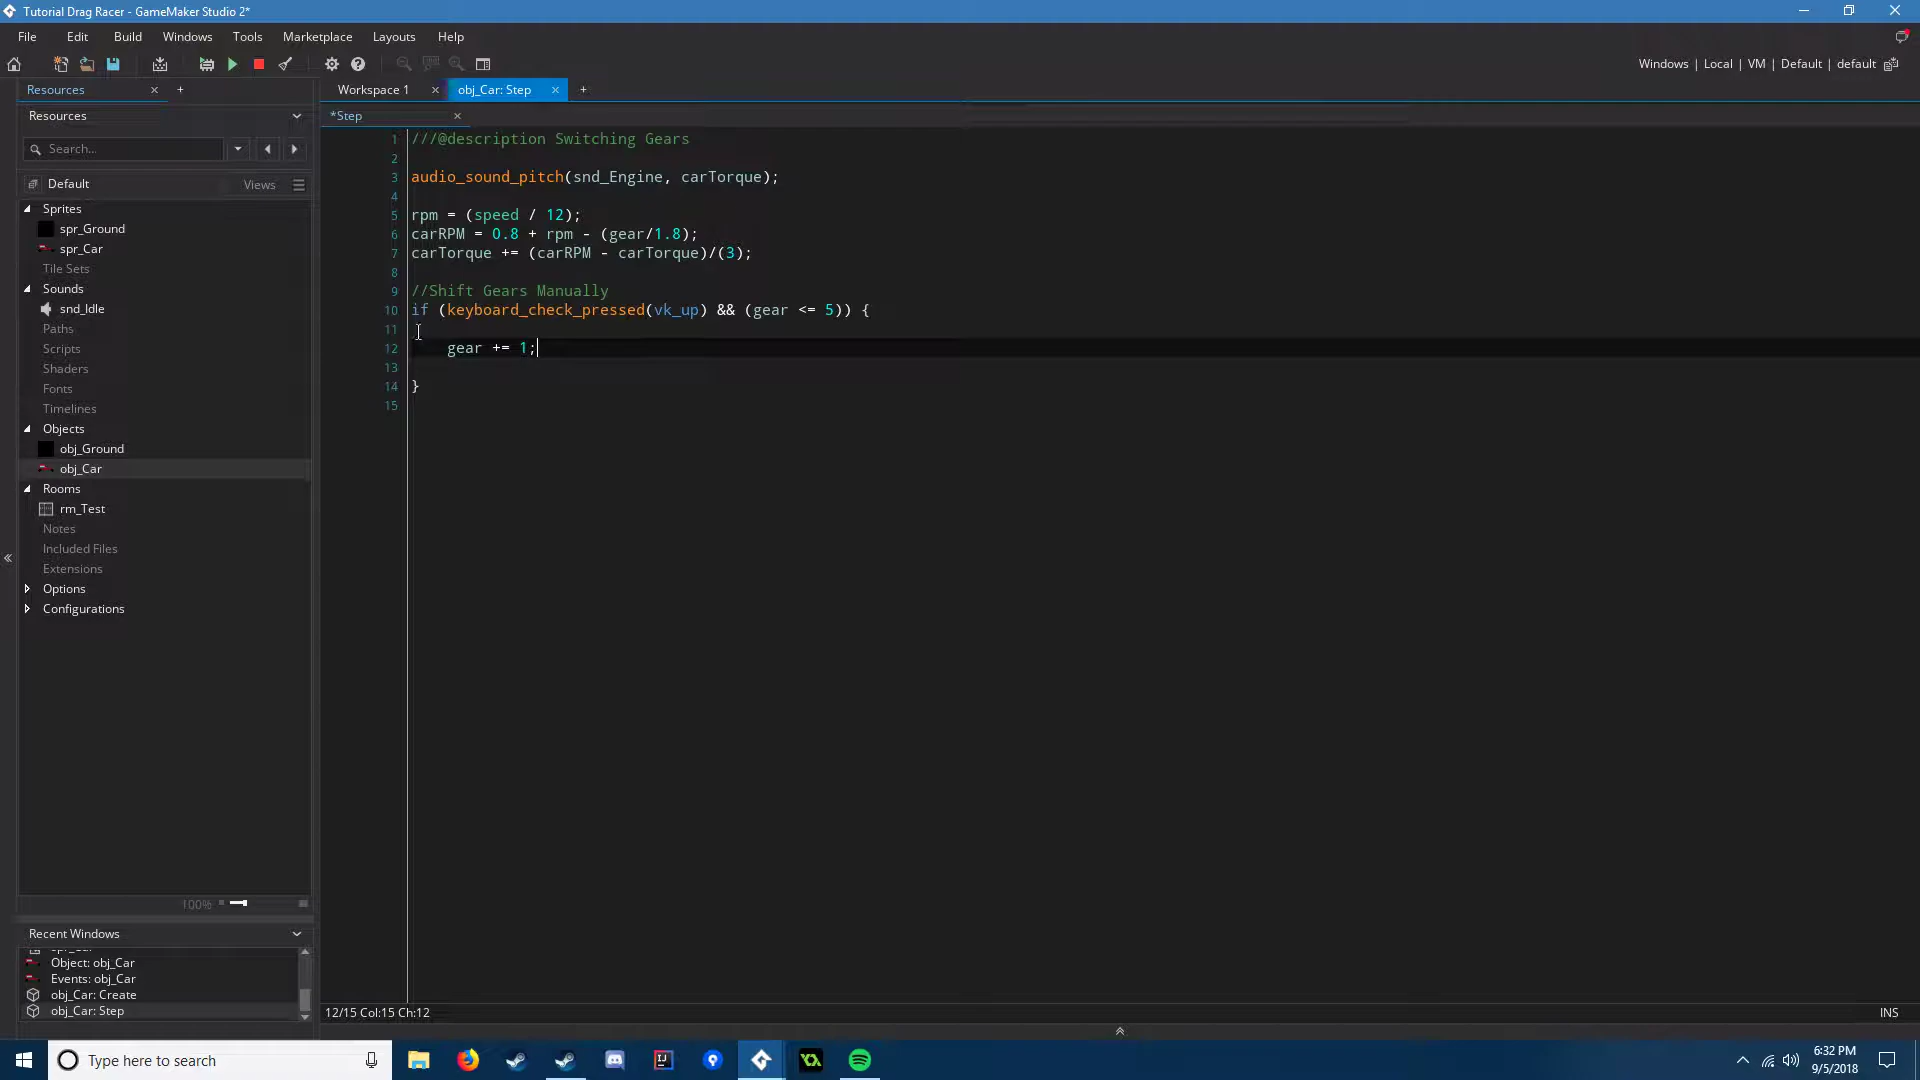 Tutorial Drag Racer - GameMaker Studio 2*
File Edit Build Windows Tools Marketplace Layouts Help
Windows | Local | VM | Default | default
Resources
Workspace 1
obj_Car: Step
Resources
*Step
Search...
Default Views
Sprites
spr_Ground
spr_Car
Tile Sets
Sounds
snd_Idle
Paths
Scripts
Shaders
Fonts
Timelines
Objects
obj_Ground
obj_Car
Rooms
rm_Test
Notes
Included Files
Extensions
Options
Configurations
100%
Recent Windows
Object: obj_Car
Events: obj_Car
obj_Car: Create
obj_Car: Step
1 ///@description Switching Gears
2
3 audio_sound_pitch(snd_Engine, carTorque);
4
5 rpm = (speed / 12);
6 carRPM = 0.8 + rpm - (gear/1.8);
7 carTorque += (carRPM - carTorque)/(3);
8
9 //Shift Gears Manually
10 if (keyboard_check_pressed(vk_up) && (gear <= 5)) {
11
12 gear += 1;
13
14 }
15
12/15 Col:15 Ch:12
INS
Type here to search
6:32 PM
9/5/2018